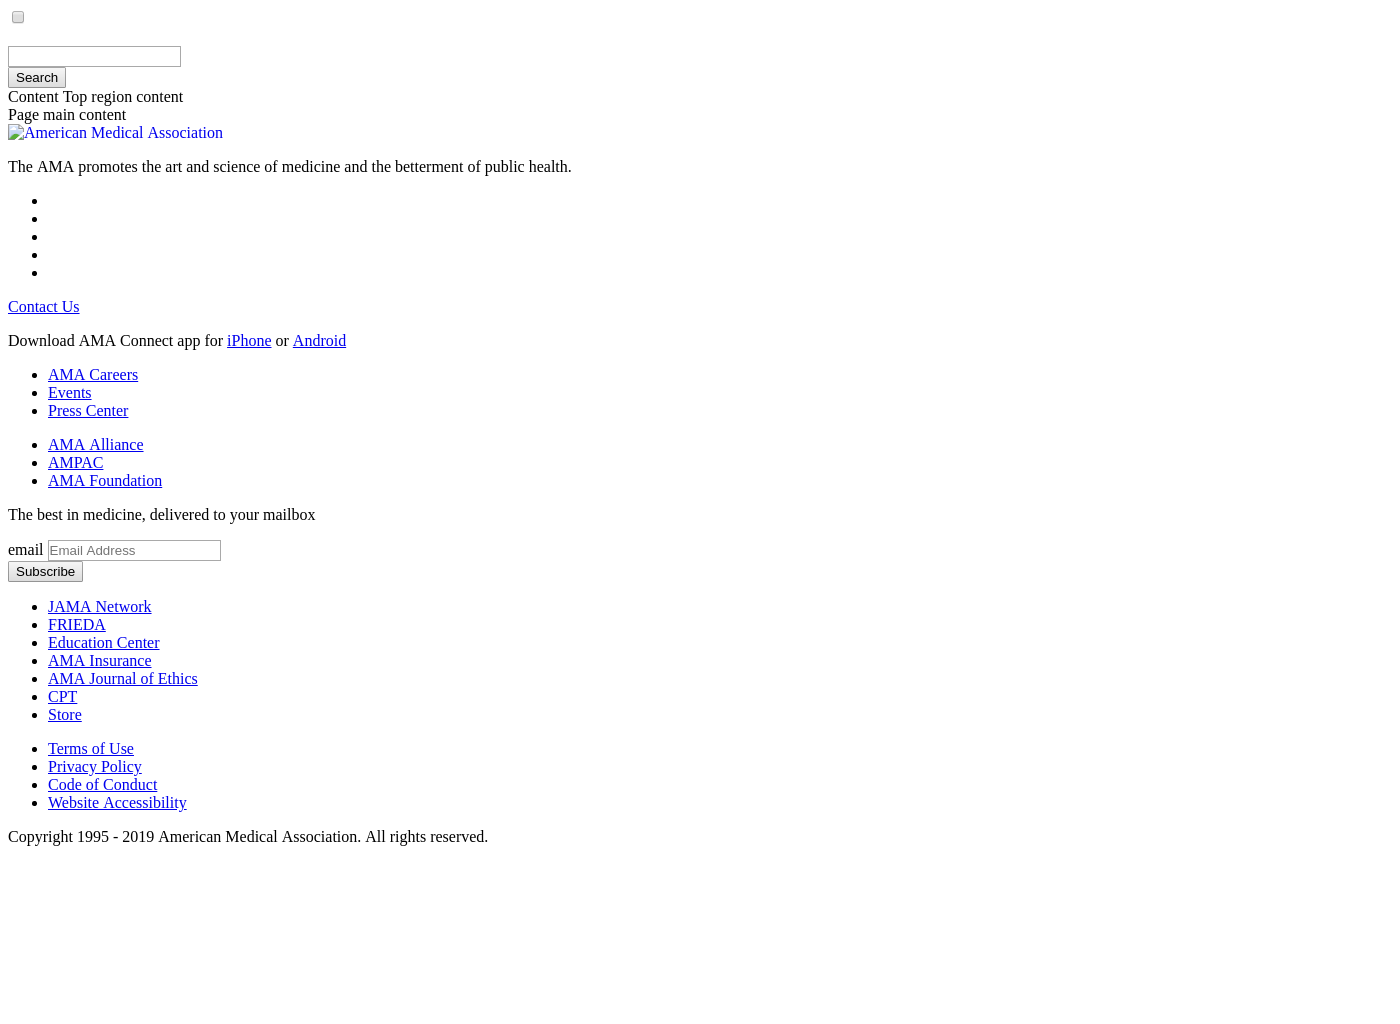 Search
Content Top region content
Page main content
American Medical Association
The AMA promotes the art and science of medicine and the betterment of public health.
Contact Us
Download AMA Connect app for iPhone or Android
AMA Careers
Events
Press Center
AMA Alliance
AMPAC
AMA Foundation
The best in medicine, delivered to your mailbox
email Email Address
Subscribe
JAMA Network
FRIEDA
Education Center
AMA Insurance
AMA Journal of Ethics
CPT
Store
Terms of Use
Privacy Policy
Code of Conduct
Website Accessibility
Copyright 1995 - 2019 American Medical Association. All rights reserved.